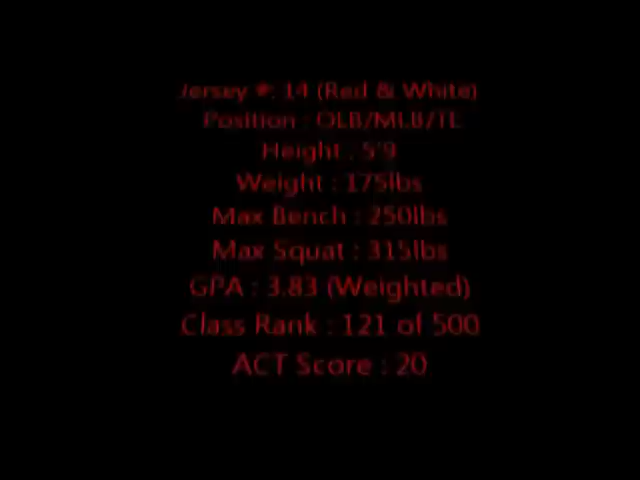 Jersey #: 14 (Red & White)
Position : OLB/MLB/TE
Height : 5'9
Weight : 175lbs
Max Bench : 250lbs
Max Squat : 315lbs
GPA : 3.83 (Weighted)
Class Rank : 121 of 500
ACT Score : 20